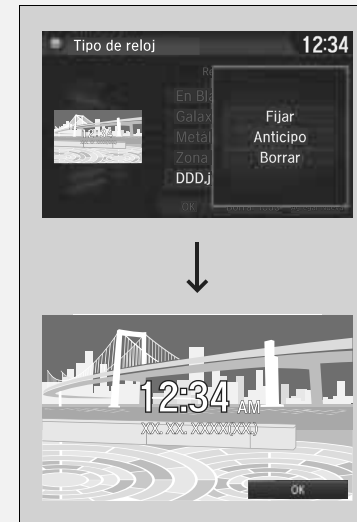 Tipo de reloj 12:34
En Bla
Galax
Metal
Zona
DDD.j
Fijar
Anticipo
Borrar
OK
12:34 AM
XX. XX. XXXX(XX)
OK